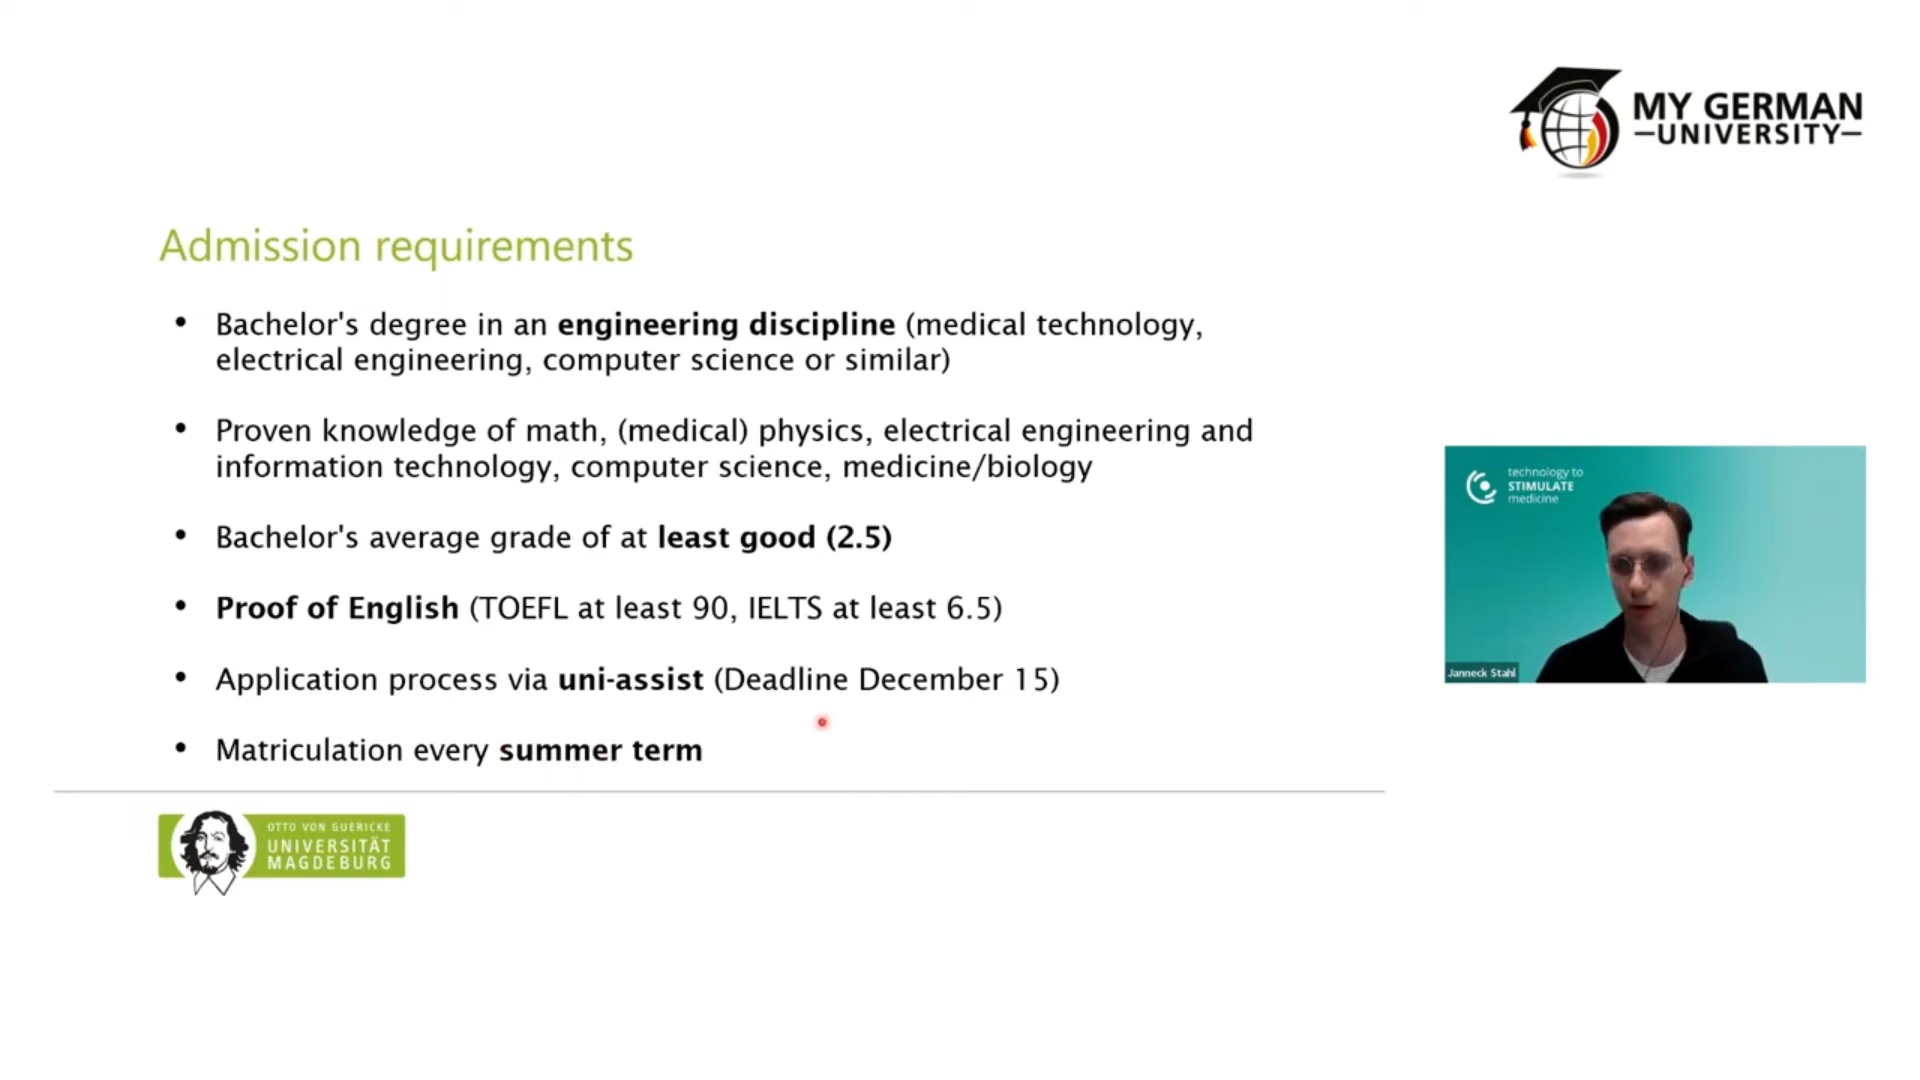 MY GERMAN
UNIVERSITY
Admission requirements
• Bachelor's degree in an engineering discipline (medical technology,
electrical engineering, computer science or similar)
• Proven knowledge of math, (medical) physics, electrical engineering and
information technology, computer science, medicine/biology
• Bachelor's average grade of at least good (2.5)
• Proof of English (TOEFL at least 90, IELTS at least 6.5)
• Application process via uni-assist (Deadline December 15)
• Matriculation every summer term
technology to
STIMULATE
medicine
Janneck Stahl
OTTO VON GUERICKE
UNIVERSITÄT
MAGDEBURG